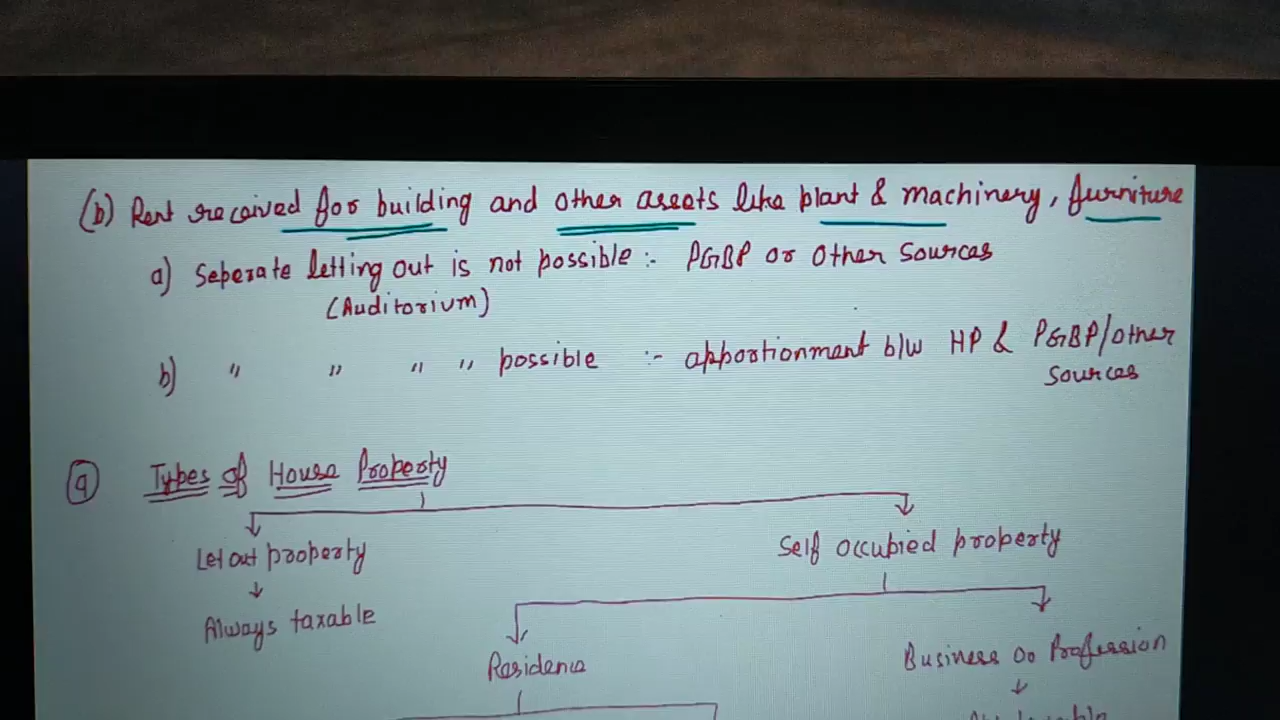 (b) Rent received for building and other assets like plant & machinery, furniture
a) Seperate letting out is not possible :- PGBP or Other Sources
(Auditorium)
b) " " " " possible :- apportionment b/w HP & PGBP/Other Sources
9 Types of House Property
Let out property Self occupied property
Always taxable
Residence Business or Profession